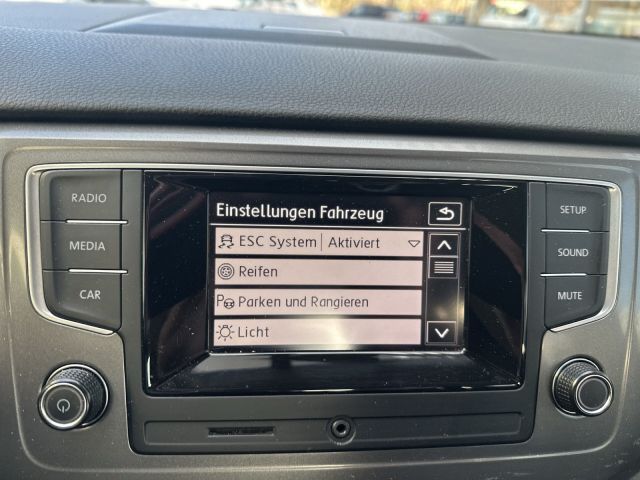 RADIO
MEDIA
CAR
Einstellungen Fahrzeug
ESC System | Aktiviert
Reifen
P Parken und Rangieren
Licht
SETUP
SOUND
MUTE